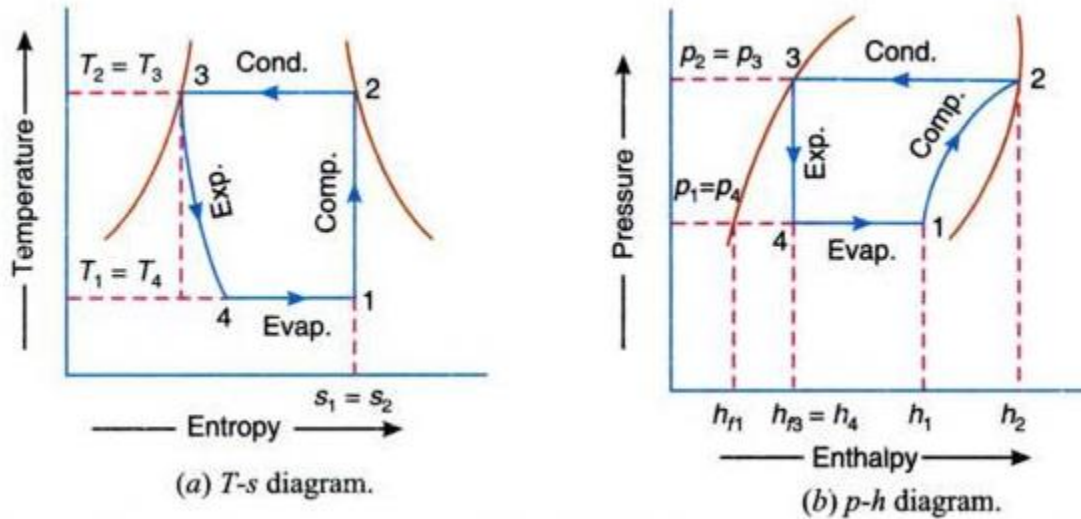 Temperature
T₂ = T₃
3
Cond.
2
Exp.
Comp.
T₁ = T₄
4
Evap.
1
s₁ = s₂
Entropy
(a) T-s diagram.
Pressure
p₂ = p₃
3
Cond.
2
Exp.
Comp.
p₁=p₄
4
Evap.
1
h_f1
h_f3 = h₄
h₁
h₂
Enthalpy
(b) p-h diagram.